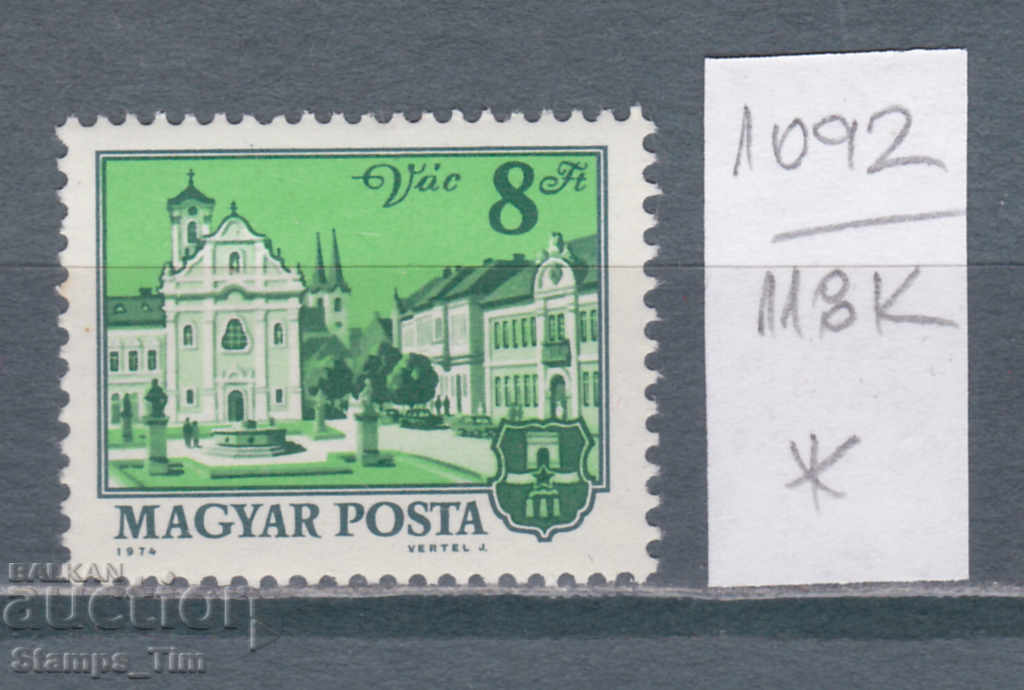 Vác 8 Ft
MAGYAR POSTA
1974 VERTEL J.
1092
118K
*
BALKAN
auction
Stamps_Tim